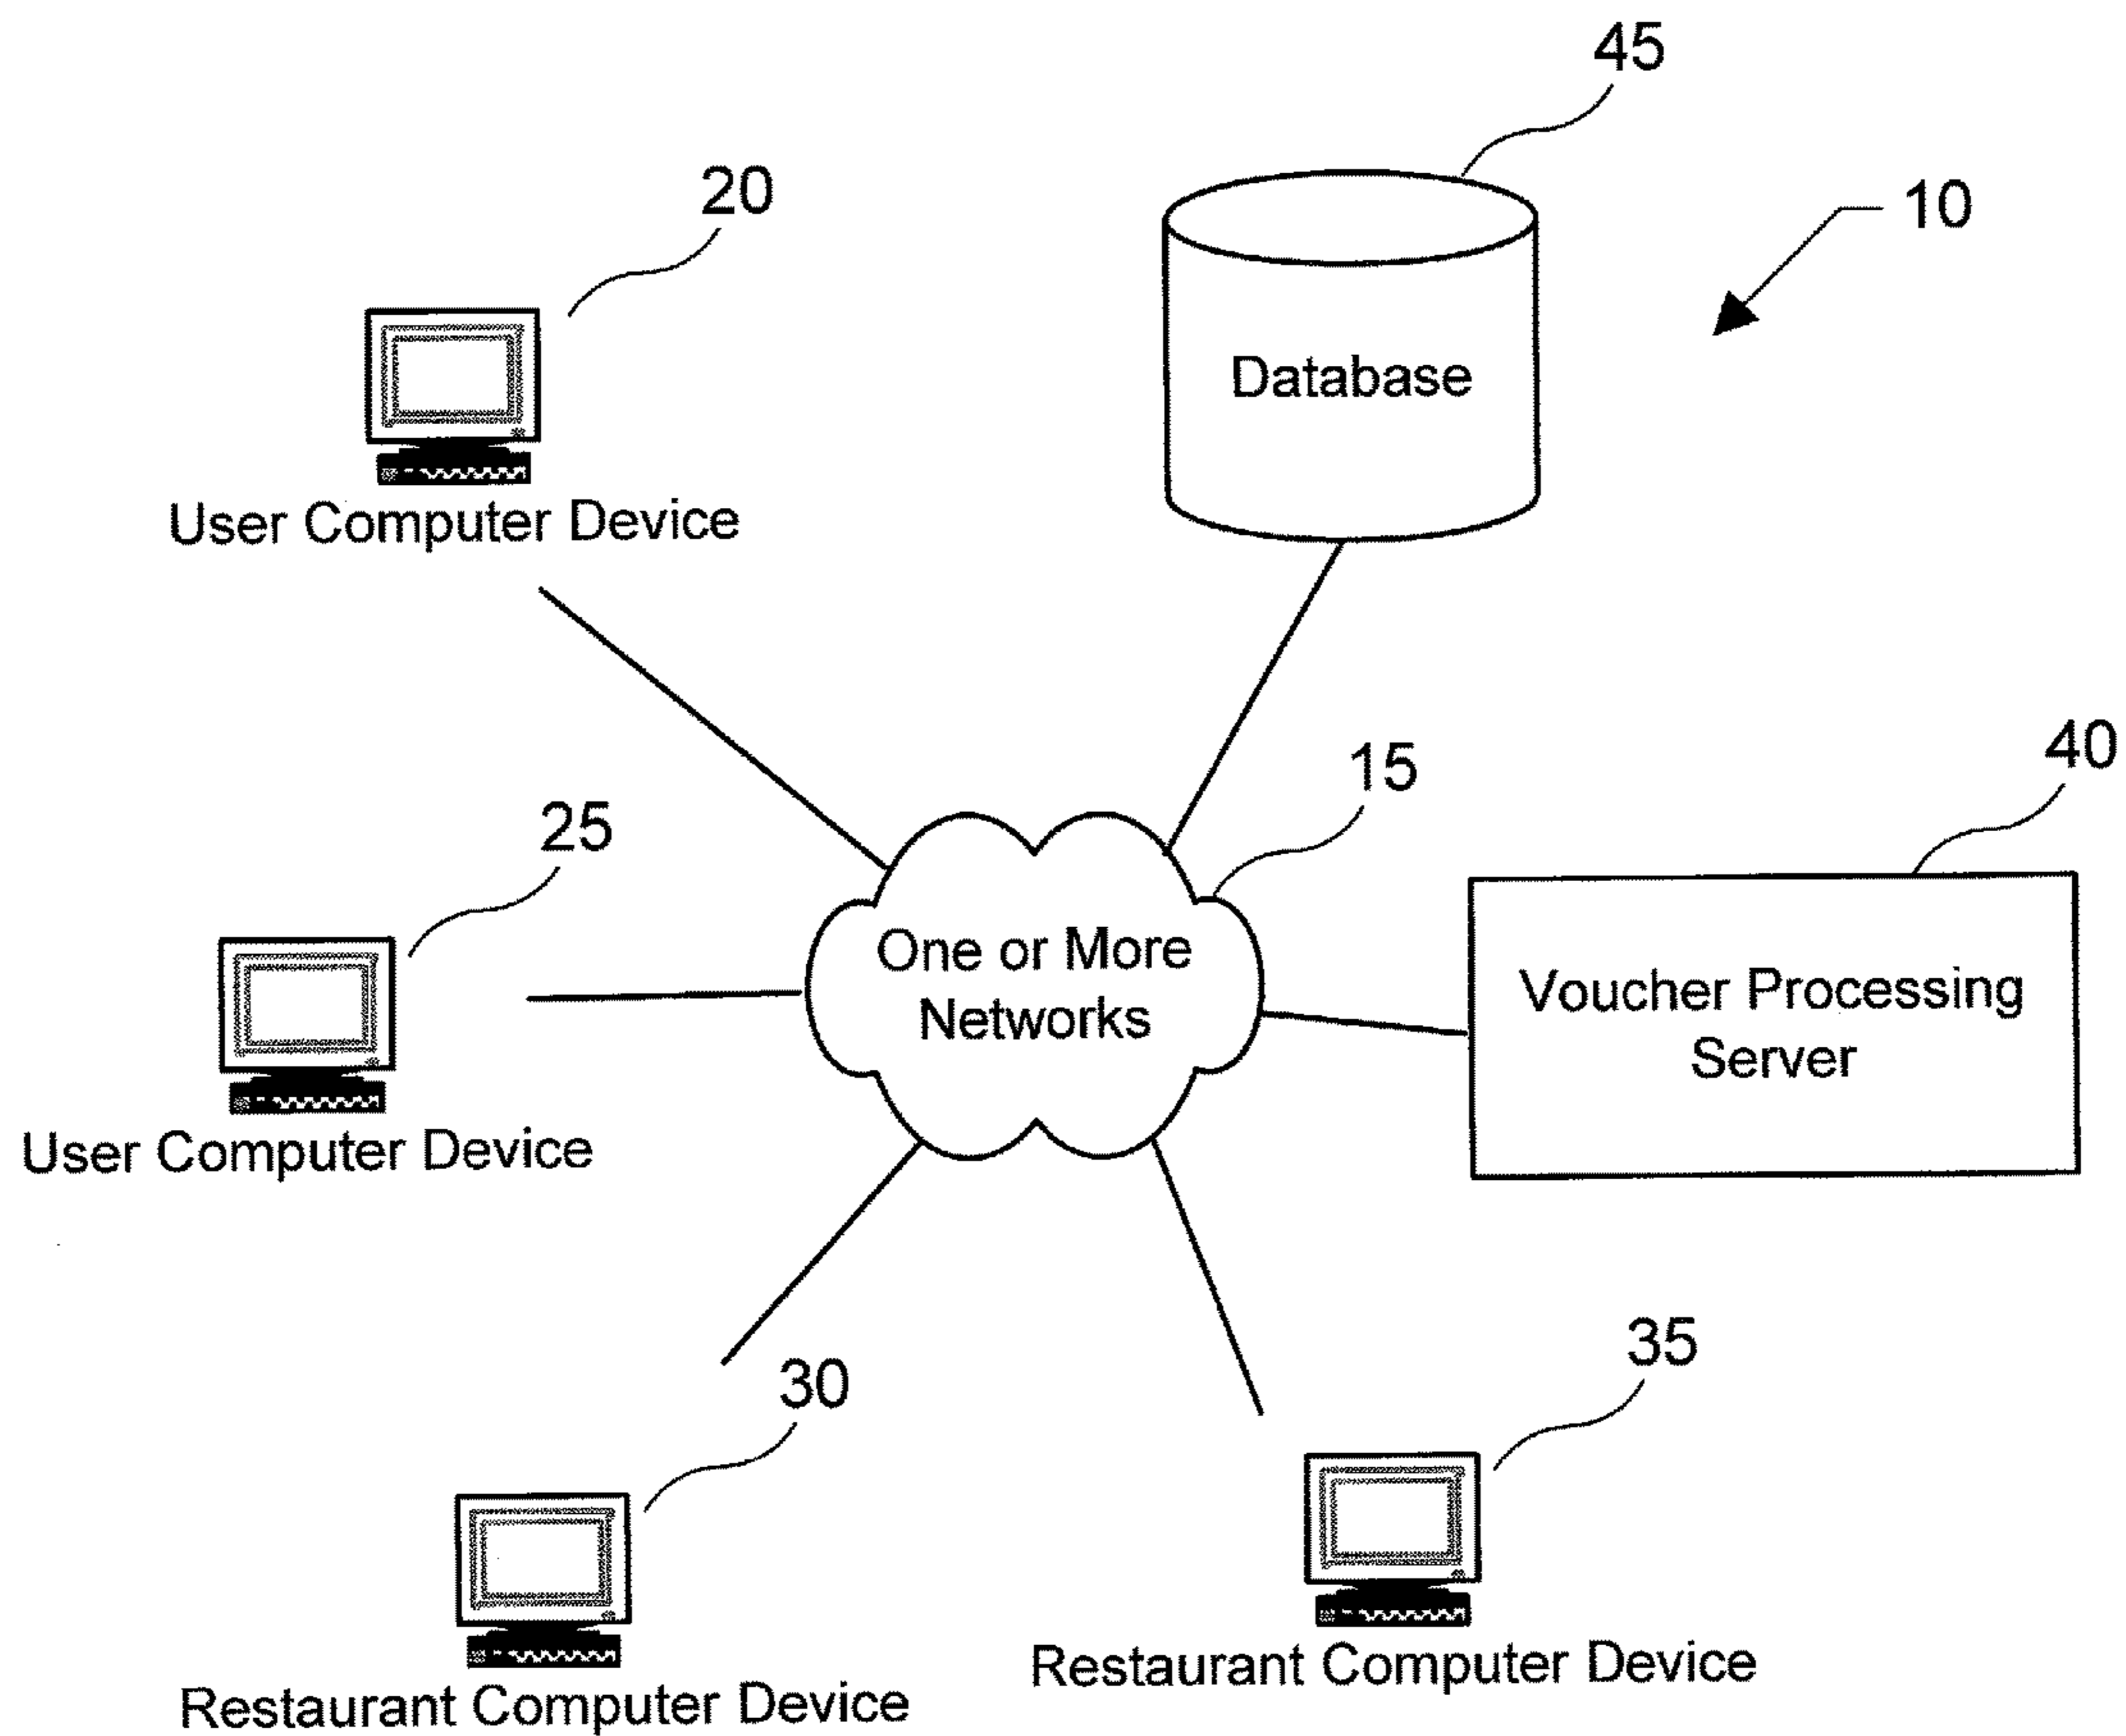 45
20
10
Database
User Computer Device
40
15
25
One or More
Networks
Voucher Processing
Server
User Computer Device
35
30
Restaurant Computer Device
Restaurant Computer Device